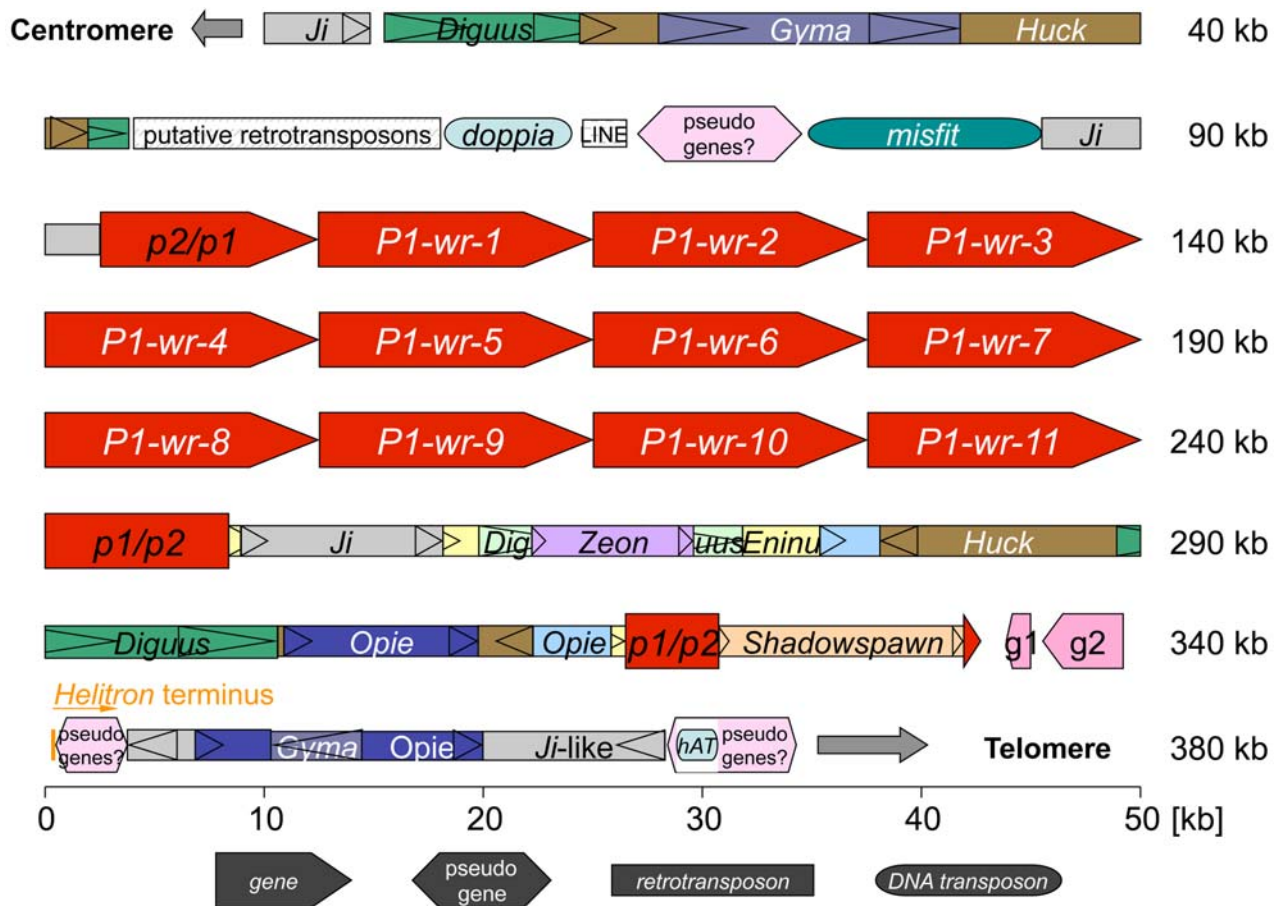 Centromere Ji Diguus Gyma Huck 40 kb
putative retrotransposons doppia LINE pseudo genes? misfit Ji 90 kb
p2/p1 P1-wr-1 P1-wr-2 P1-wr-3 140 kb
P1-wr-4 P1-wr-5 P1-wr-6 P1-wr-7 190 kb
P1-wr-8 P1-wr-9 P1-wr-10 P1-wr-11 240 kb
p1/p2 Ji Dig Zeon uus Eninu Huck 290 kb
Diguus Opie Opie p1/p2 Shadowspawn g1 g2 340 kb
Helitron terminus
pseudo genes? Gyma Opie Ji-like hAT pseudo genes? Telomere 380 kb
0 10 20 30 40 50 [kb]
gene pseudo gene retrotransposon DNA transposon